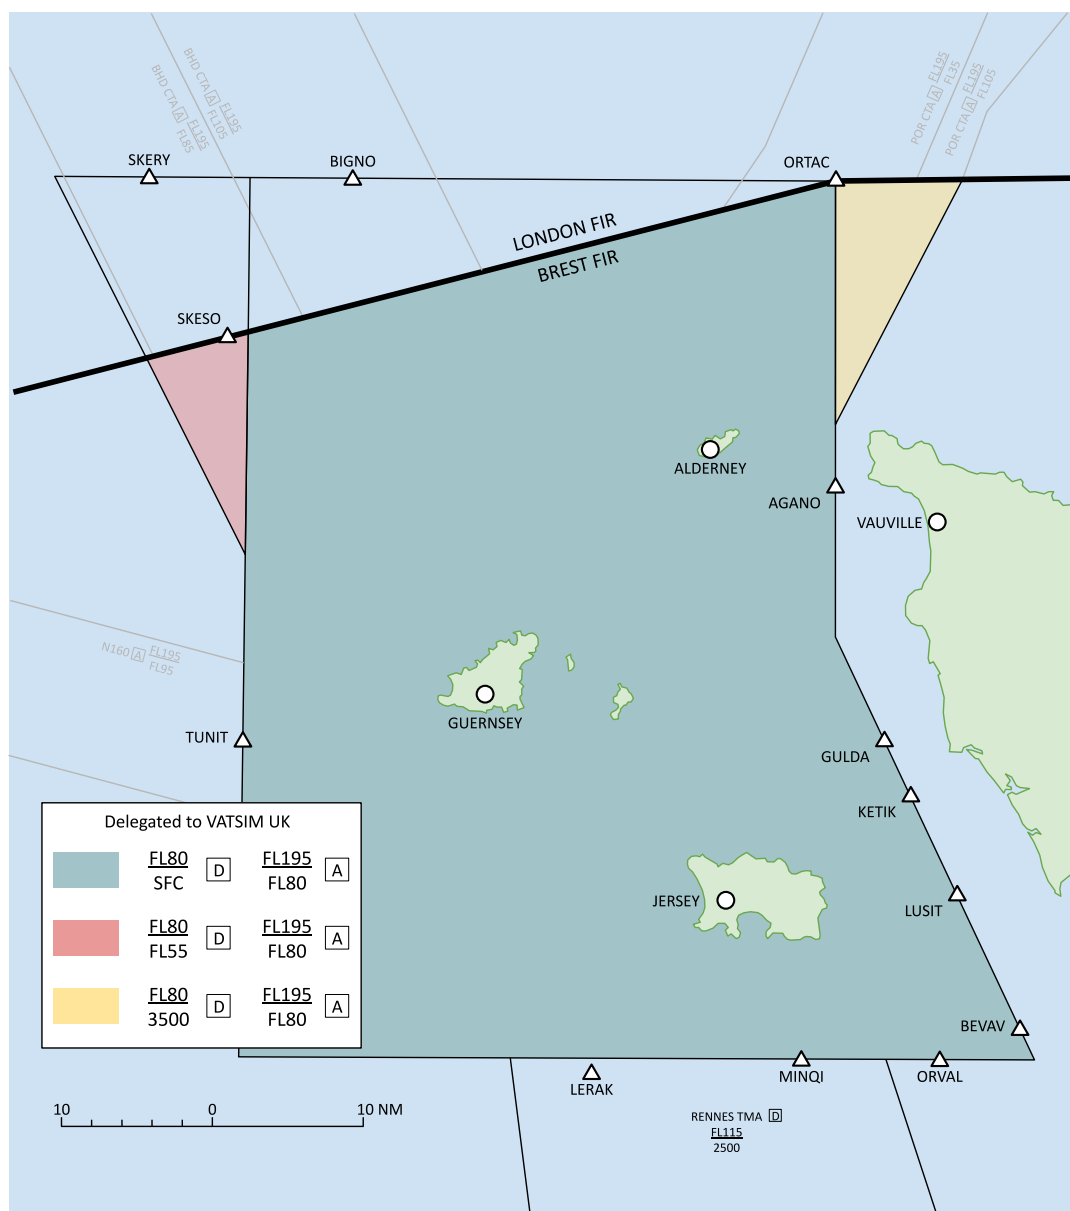 BHD CTA A FL195
FL85
BHD CTA A FL195
FL105
POR CTA A FL195
FL35
POR CTA A FL195
FL105
SKERY
BIGNO
ORTAC
LONDON FIR
BREST FIR
SKESO
ALDERNEY
AGANO
VAUVILLE
N160 A FL195
FL95
GUERNSEY
TUNIT
GULDA
KETIK
Delegated to VATSIM UK
FL80 D FL195 A
SFC FL80
FL80 D FL195 A
FL55 FL80
FL80 D FL195 A
3500 FL80
JERSEY
LUSIT
BEVAV
LERAK
MINQI
ORVAL
10 0 10 NM
RENNES TMA D
FL115
2500